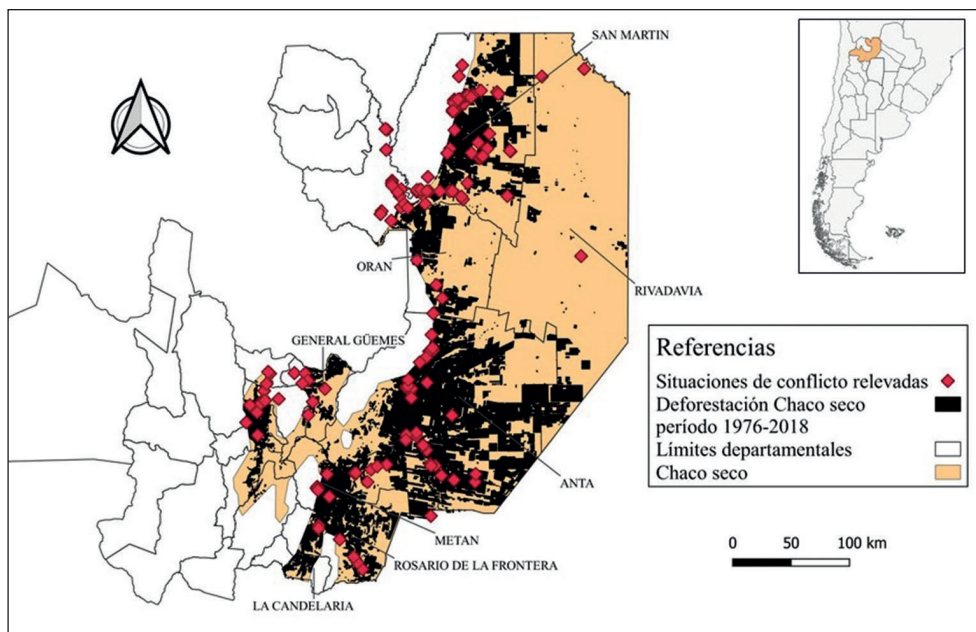 SAN MARTIN
ORAN
RIVADAVIA
GENERAL GÜEMES
ANTA
METAN
ROSARIO DE LA FRONTERA
LA CANDELARIA
Referencias
Situaciones de conflicto relevadas
Deforestación Chaco seco
período 1976-2018
Límites departamentales
Chaco seco
0 50 100 km